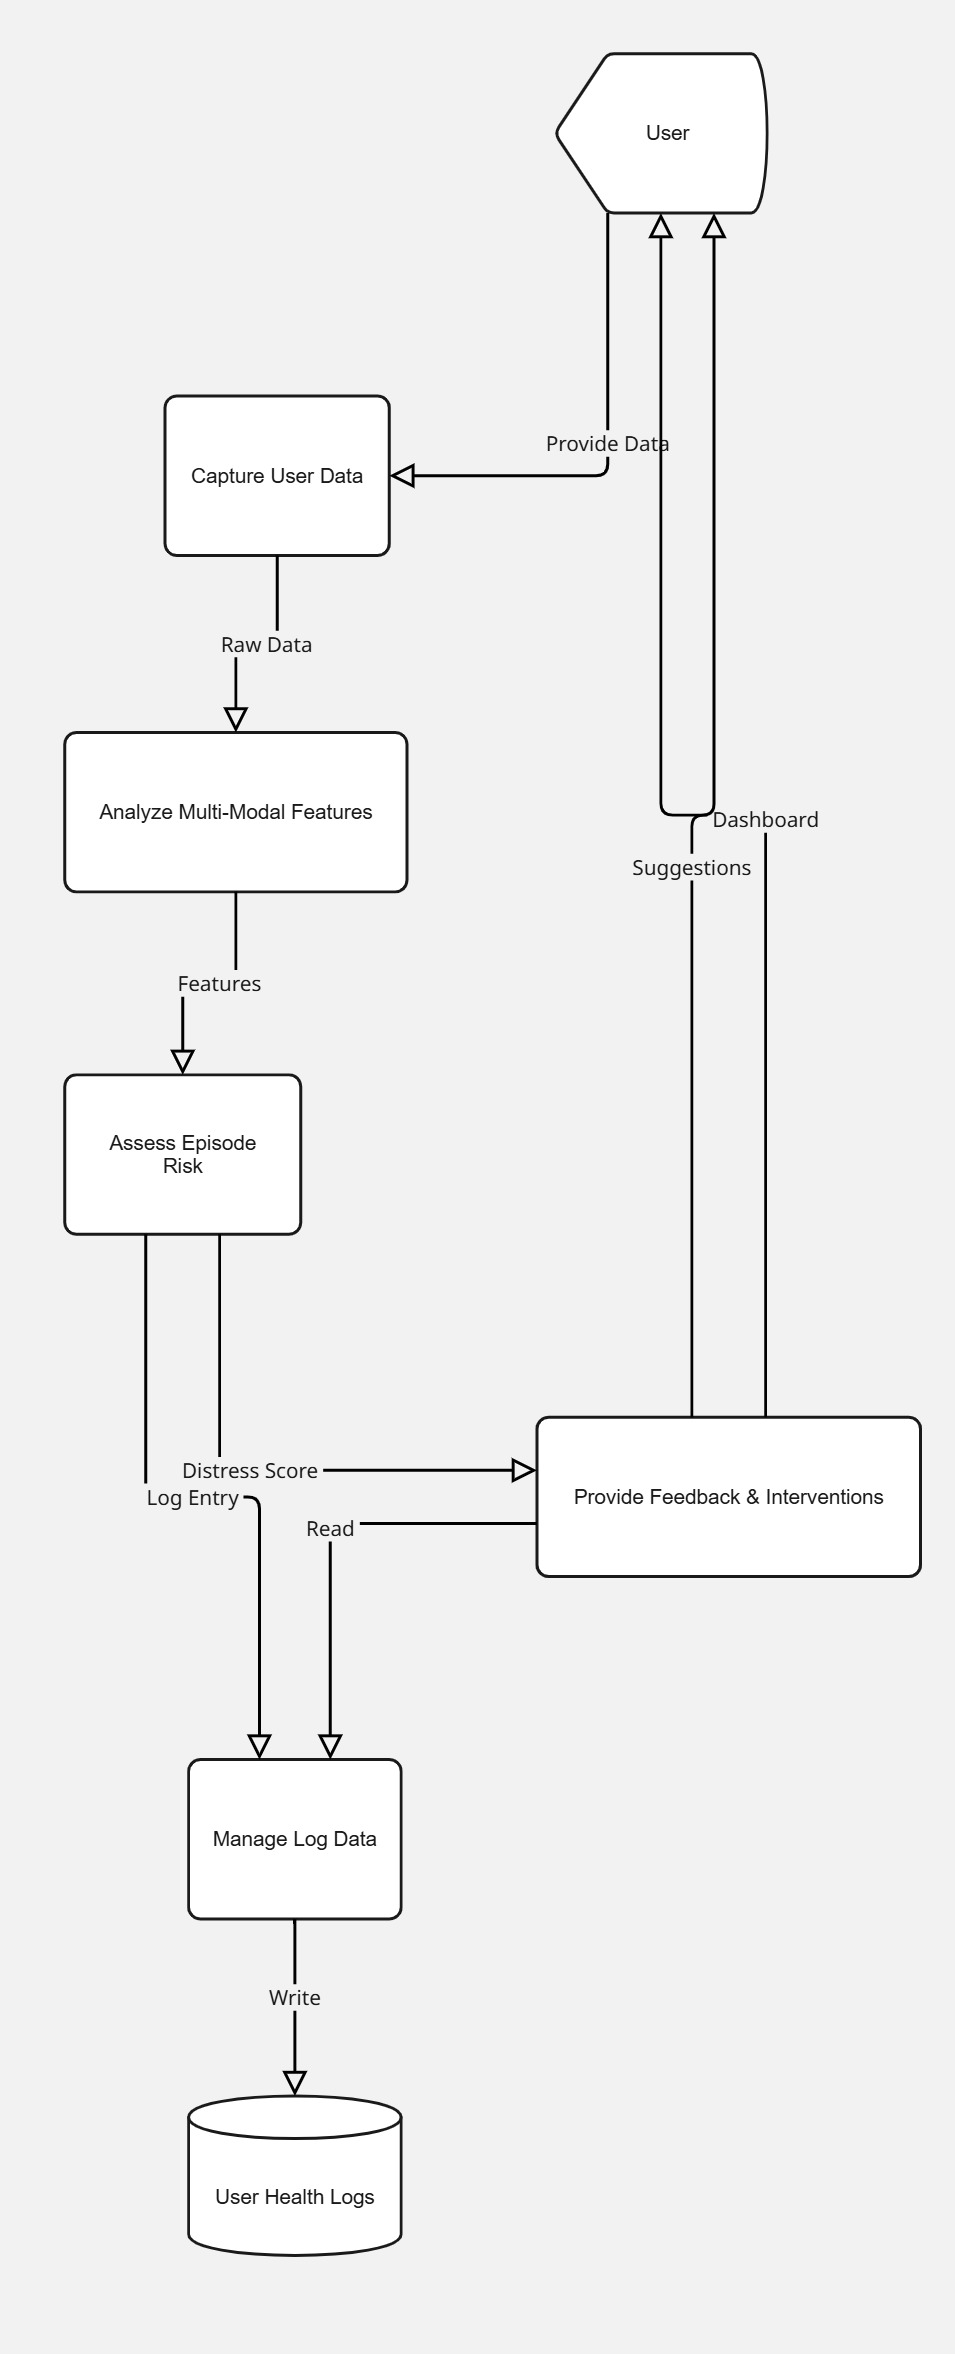 User
Provide Data
Capture User Data
Raw Data
Analyze Multi-Modal Features
Dashboard
Suggestions
Features
Assess Episode
Risk
Distress Score
Log Entry
Provide Feedback & Interventions
Read
Manage Log Data
Write
User Health Logs